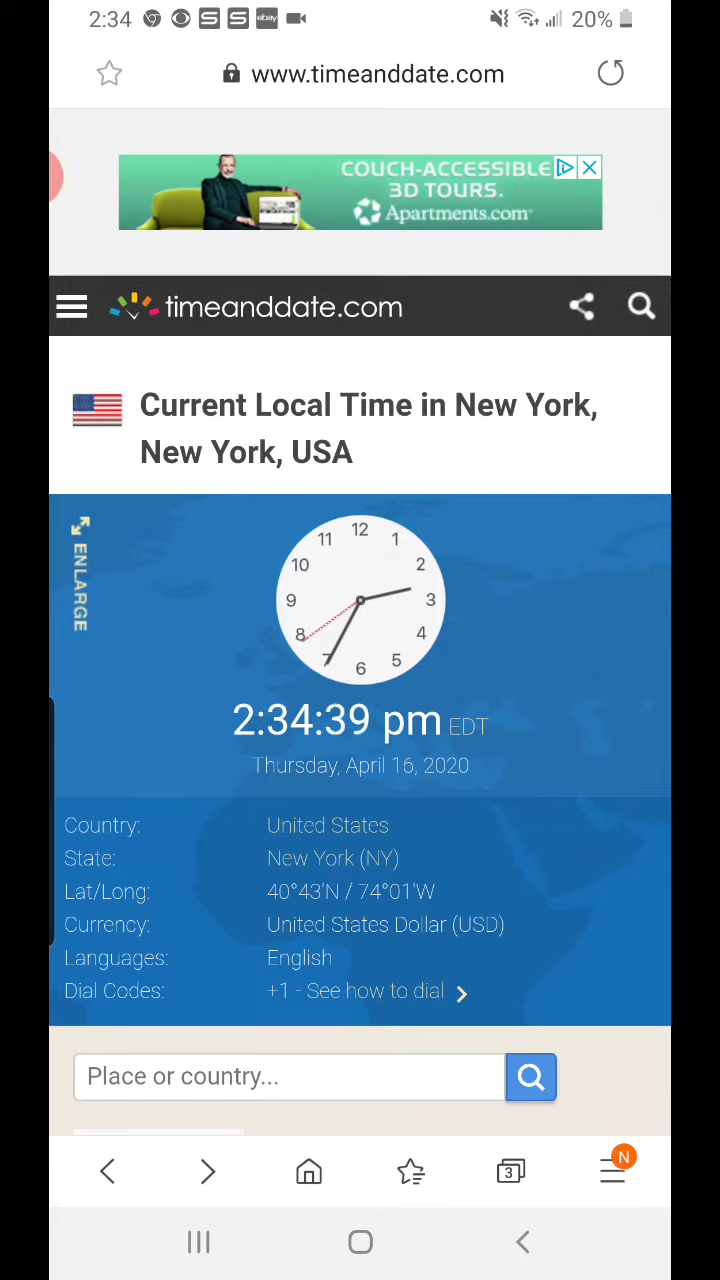 2:34
ebay
20%
www.timeanddate.com
COUCH-ACCESSIBLE
3D TOURS.
Apartments.com
timeanddate.com
Current Local Time in New York,
New York, USA
ENLARGE
12
11 1
10 2
9 3
8 4
7 5
6
2:34:39 pm EDT
Thursday, April 16, 2020
Country: United States
State: New York (NY)
Lat/Long: 40°43'N / 74°01'W
Currency: United States Dollar (USD)
Languages: English
Dial Codes: +1 - See how to dial
Place or country...
3
N